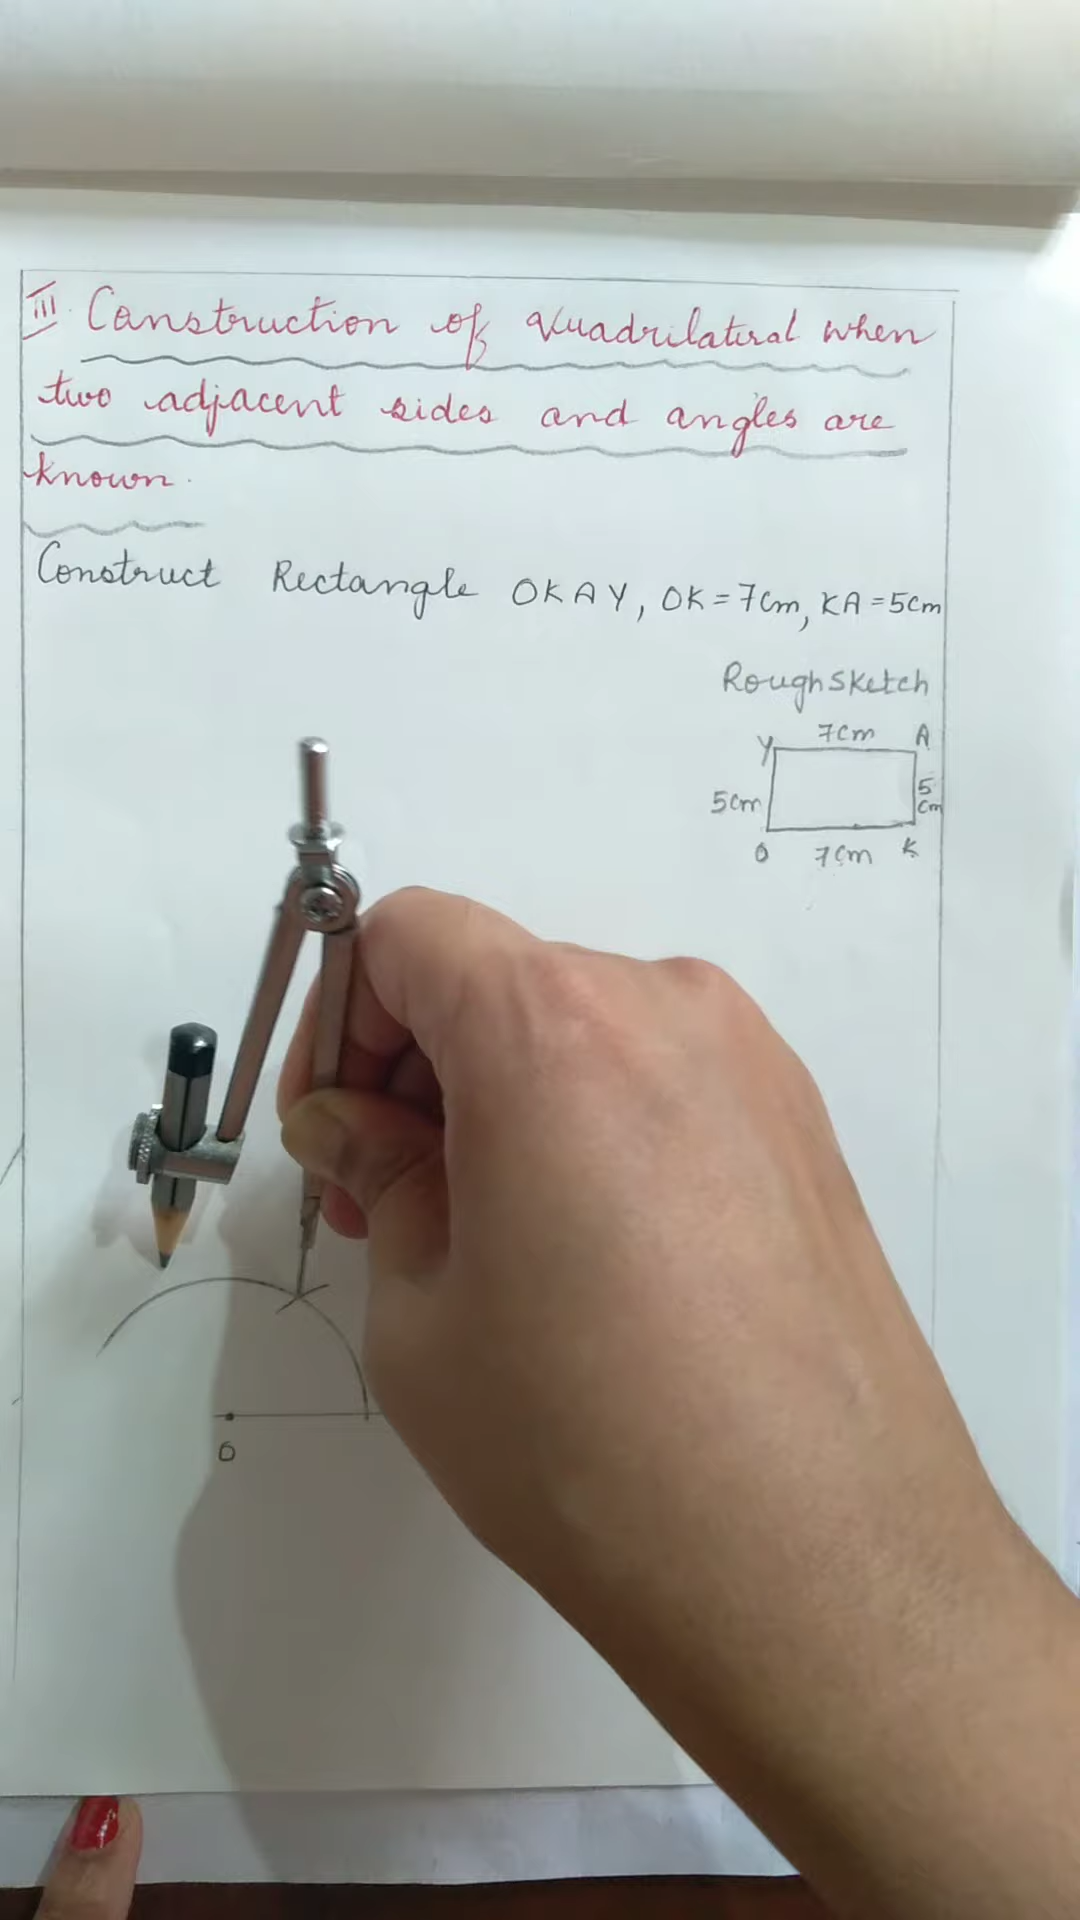 III. Construction of Quadrilateral when
two adjacent sides and angles are
known.
Construct Rectangle OKAY, OK=7cm, KA=5cm
Rough Sketch
Y 7cm A
5cm 5
cm
O 7cm K
O